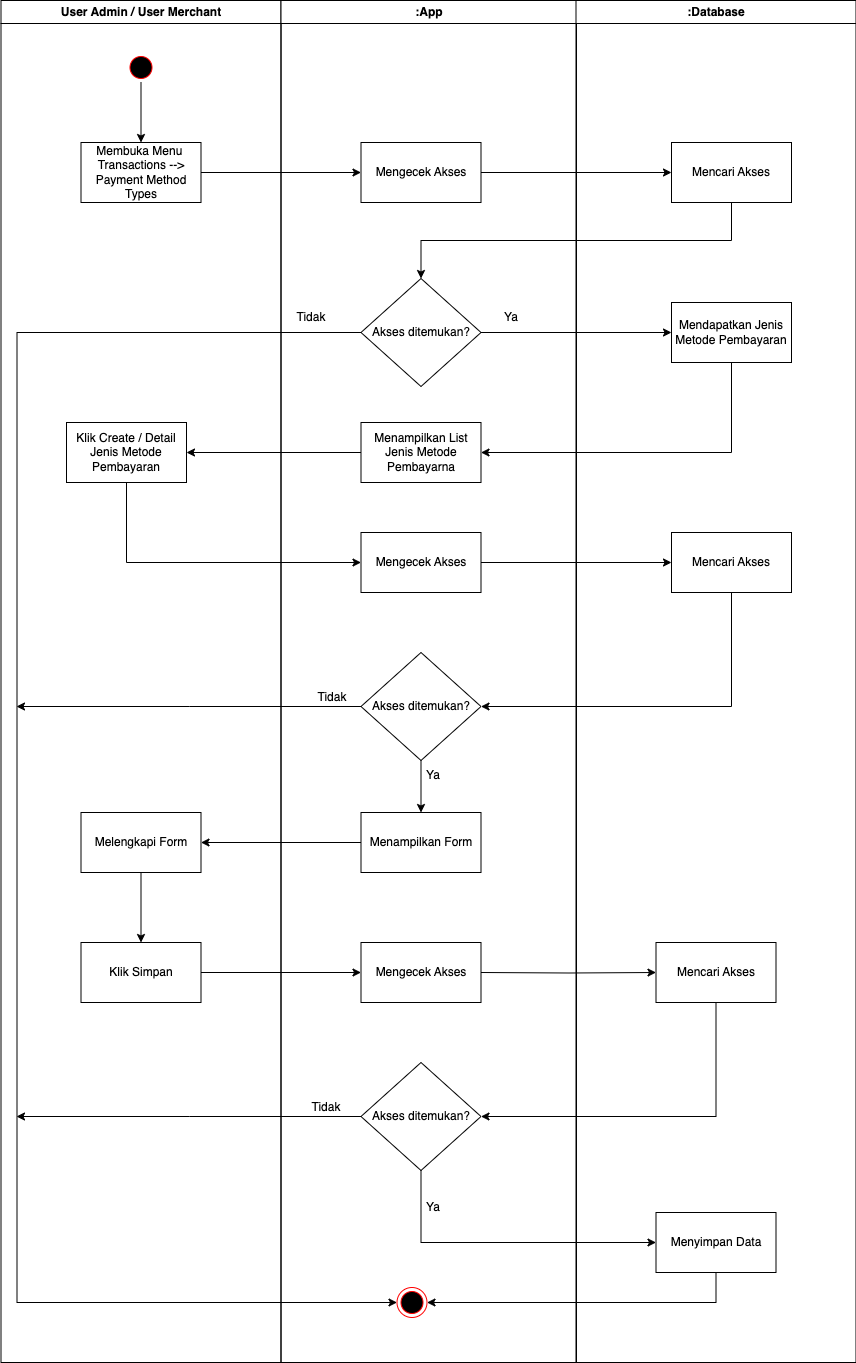 User Admin / User Merchant
:App
:Database
Membuka Menu
Transactions -->
Payment Method
Types
Mengecek Akses
Mencari Akses
Akses ditemukan?
Tidak
Ya
Mendapatkan Jenis
Metode Pembayaran
Menampilkan List
Jenis Metode
Pembayarna
Klik Create / Detail
Jenis Metode
Pembayaran
Mengecek Akses
Mencari Akses
Akses ditemukan?
Tidak
Ya
Menampilkan Form
Melengkapi Form
Klik Simpan
Mengecek Akses
Mencari Akses
Akses ditemukan?
Tidak
Ya
Menyimpan Data